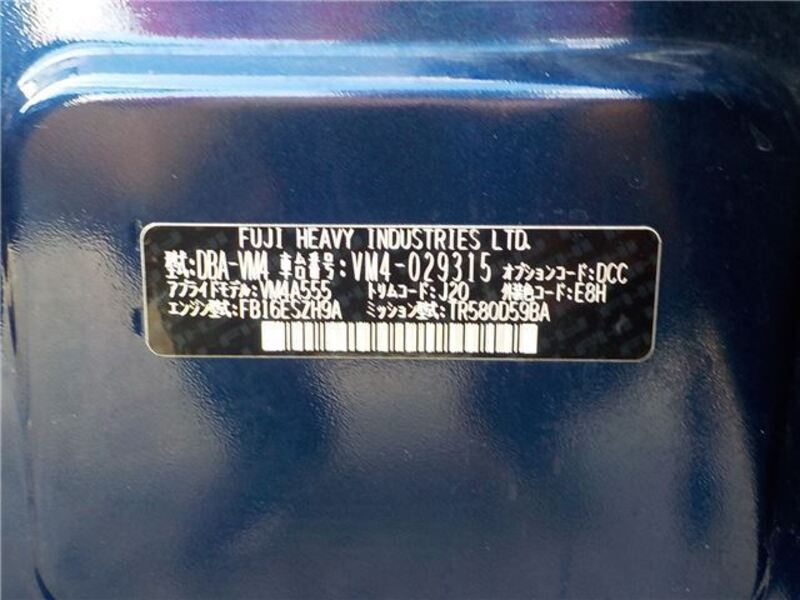 FUJI HEAVY INDUSTRIES LTD.
型式:DBA-VM4 車台番号:VM4-029315 オプションコード:DCC
アプライドモデル:VM4A555 トリムコード:J20 外装色コード:E8H
エンジン型式:FB16ESZH9A ミッション型式:TR580D59BA